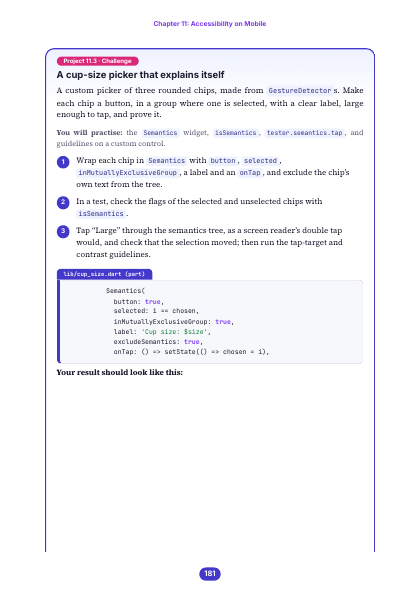 Chapter 11: Accessibility on Mobile
Project 11.3 · Challenge
A cup-size picker that explains itself
A custom picker of three rounded chips, made from GestureDetector s. Make
each chip a button, in a group where one is selected, with a clear label, large
enough to tap, and prove it.
You will practise: the Semantics widget, isSemantics , tester.semantics.tap , and
guidelines on a custom control.
1 Wrap each chip in Semantics with button , selected ,
inMutuallyExclusiveGroup , a label and an onTap , and exclude the chip’s
own text from the tree.
2 In a test, check the flags of the selected and unselected chips with
isSemantics .
3 Tap “Large” through the semantics tree, as a screen reader’s double tap
would, and check that the selection moved; then run the tap-target and
contrast guidelines.
lib/cup_size.dart (part)
Semantics(
button: true,
selected: i == chosen,
inMutuallyExclusiveGroup: true,
label: 'Cup size: $size',
excludeSemantics: true,
onTap: () => setState(() => chosen = i),
Your result should look like this:
181